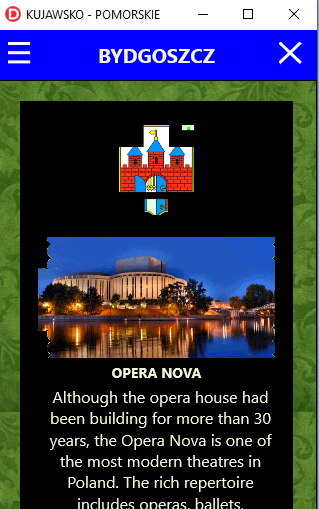 KUJAWSKO - POMORSKIE
BYDGOSZCZ
OPERA NOVA
Although the opera house had
been building for more than 30
years, the Opera Nova is one of
the most modern theatres in
Poland. The rich repertoire
includes operas, ballets,